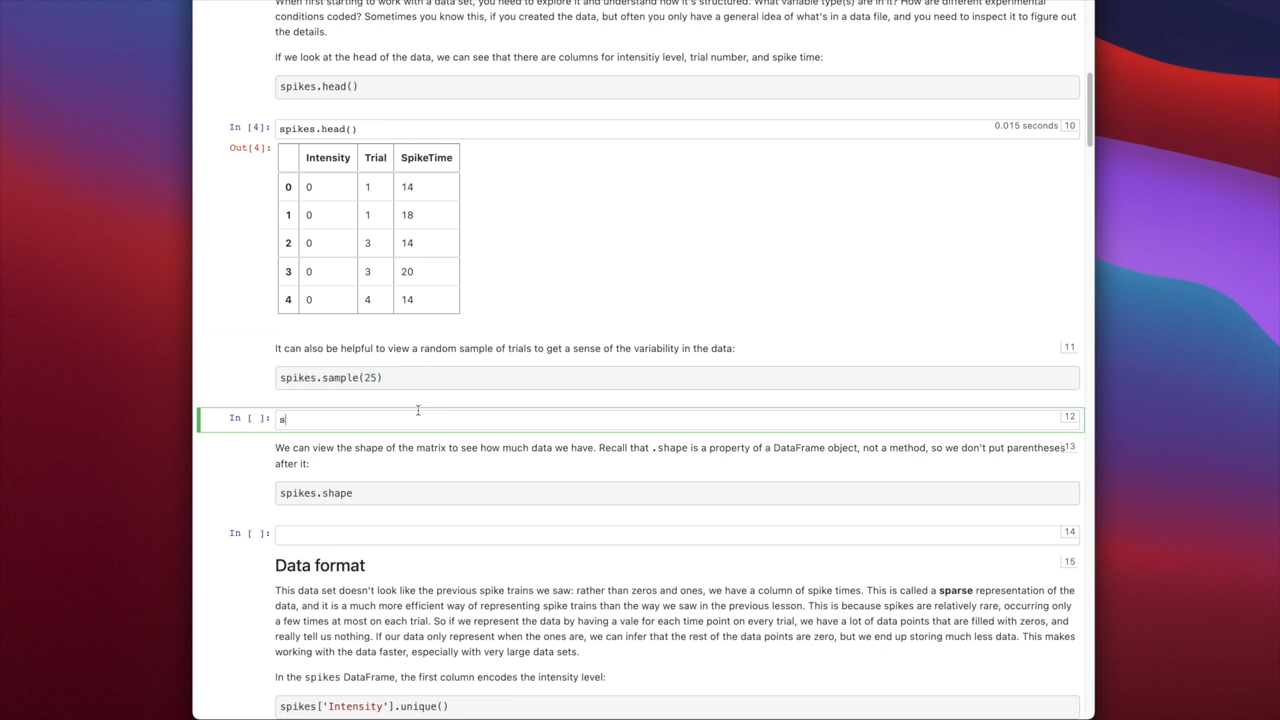 When first starting to work with a data set, you need to explore it and understand how it's structured. What variable type(s) are in it? How are different experimental
conditions coded? Sometimes you know this, if you created the data, but often you only have a general idea of what's in a data file, and you need to inspect it to figure out
the details.
If we look at the head of the data, we can see that there are columns for intensitiy level, trial number, and spike time:
spikes.head()
In [4]: spikes.head() 0.015 seconds 10
Out[4]:
Intensity Trial SpikeTime
0 0 1 14
1 0 1 18
2 0 3 14
3 0 3 20
4 0 4 14
It can also be helpful to view a random sample of trials to get a sense of the variability in the data: 11
spikes.sample(25)
In [ ]: s 12
We can view the shape of the matrix to see how much data we have. Recall that .shape is a property of a DataFrame object, not a method, so we don't put parentheses 13
after it:
spikes.shape
In [ ]: 14
Data format 15
This data set doesn't look like the previous spike trains we saw: rather than zeros and ones, we have a column of spike times. This is called a sparse representation of the
data, and it is a much more efficient way of representing spike trains than the way we saw in the previous lesson. This is because spikes are relatively rare, occurring only
a few times at most on each trial. So if we represent the data by having a vale for each time point on every trial, we have a lot of data points that are filled with zeros, and
really tell us nothing. If our data only represent when the ones are, we can infer that the rest of the data points are zero, but we end up storing much less data. This makes
working with the data faster, especially with very large data sets.
In the spikes DataFrame, the first column encodes the intensity level:
spikes['Intensity'].unique()